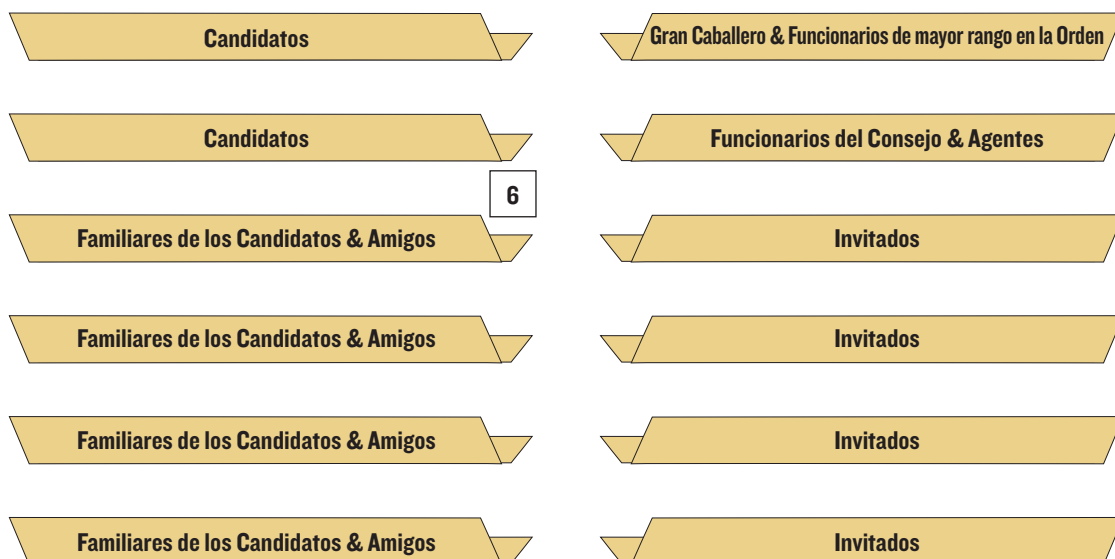 Candidatos
Gran Caballero & Funcionarios de mayor rango en la Orden
Candidatos
Funcionarios del Consejo & Agentes
6
Familiares de los Candidatos & Amigos
Invitados
Familiares de los Candidatos & Amigos
Invitados
Familiares de los Candidatos & Amigos
Invitados
Familiares de los Candidatos & Amigos
Invitados